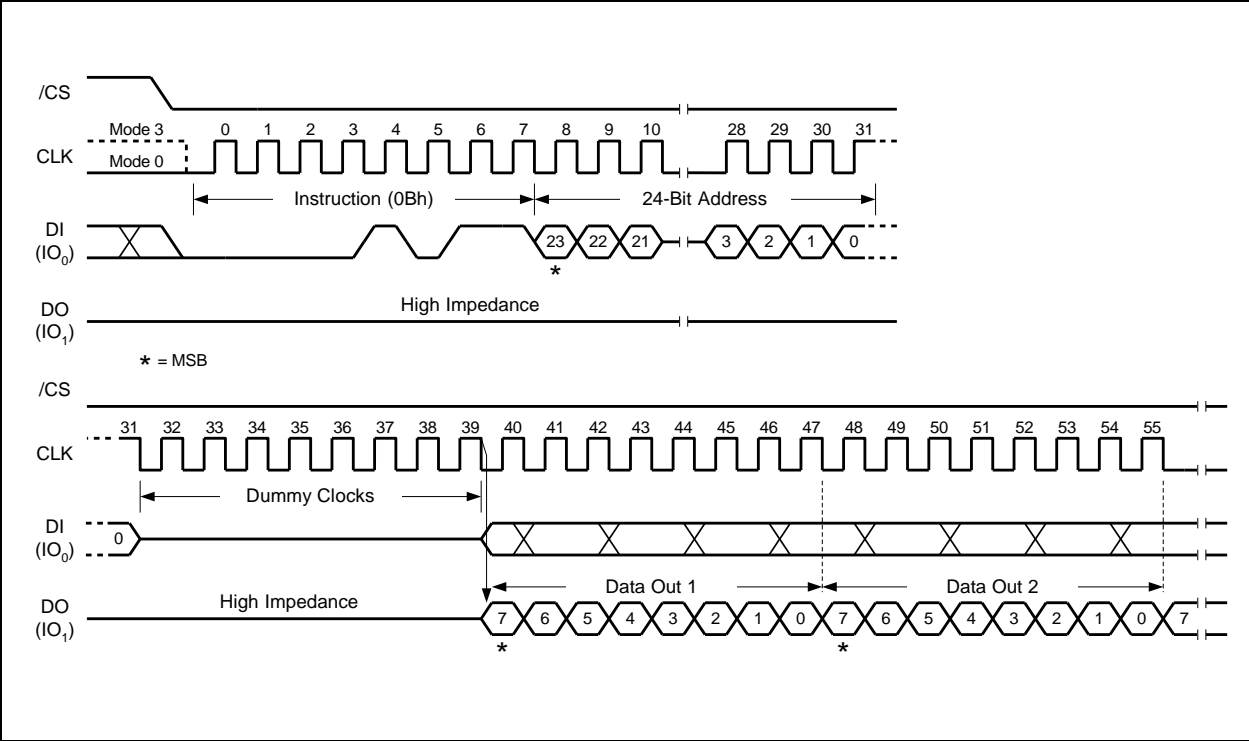 /CS
Mode 3 0 1 2 3 4 5 6 7 8 9 10 28 29 30 31
CLK
Mode 0
Instruction (0Bh) 24-Bit Address
DI
(IO0) 23 22 21 3 2 1 0
*
High Impedance
DO
(IO1)
* = MSB
/CS
31 32 33 34 35 36 37 38 39 40 41 42 43 44 45 46 47 48 49 50 51 52 53 54 55
CLK
Dummy Clocks
DI
(IO0) 0
Data Out 1 Data Out 2
High Impedance
DO
(IO1) 7 6 5 4 3 2 1 0 7 6 5 4 3 2 1 0 7
* *